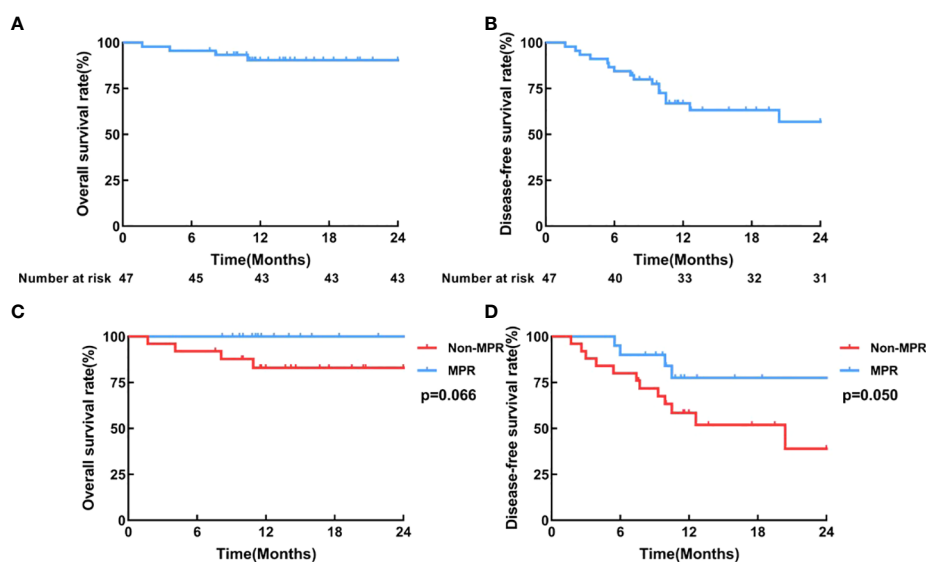 A
Overall survival rate(%)
100
75
50
25
0
0 6 12 18 24
Time(Months)
Number at risk 47 45 43 43 43
B
Disease-free survival rate(%)
100
75
50
25
0
0 6 12 18 24
Time(Months)
Number at risk 47 40 33 32 31
C
Overall survival rate(%)
100
75
50
25
0
0 6 12 18 24
Time(Months)
Non-MPR
MPR
p=0.066
D
Disease-free survival rate(%)
100
75
50
25
0
0 6 12 18 24
Time(Months)
Non-MPR
MPR
p=0.050